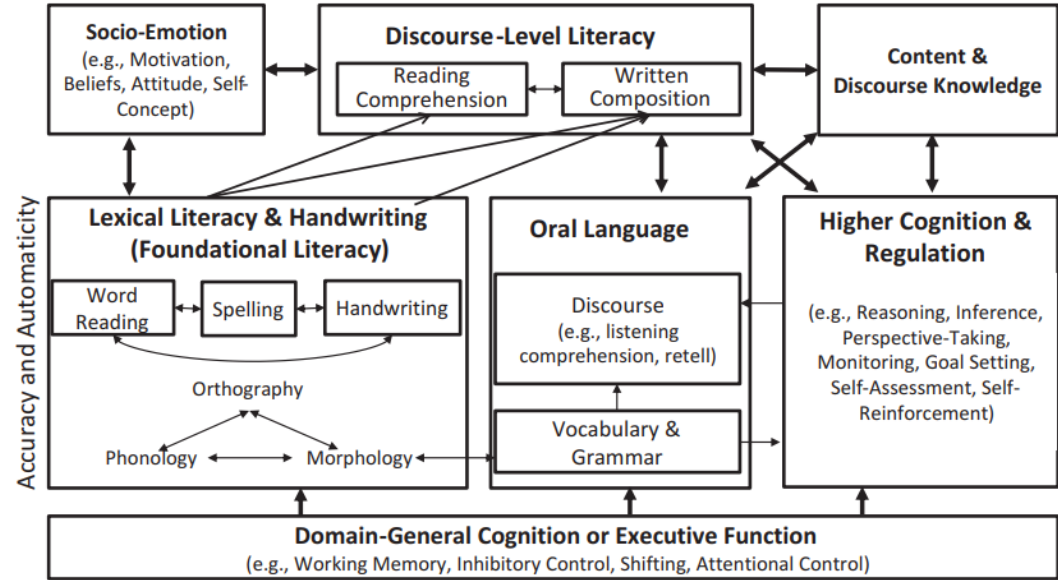 Socio-Emotion
(e.g., Motivation,
Beliefs, Attitude, Self-
Concept)
Discourse-Level Literacy
Reading
Comprehension
Written
Composition
Content &
Discourse Knowledge
Accuracy and Automaticity
Lexical Literacy & Handwriting
(Foundational Literacy)
Word
Reading
Spelling
Handwriting
Orthography
Phonology
Morphology
Oral Language
Discourse
(e.g., listening
comprehension, retell)
Vocabulary &
Grammar
Higher Cognition &
Regulation
(e.g., Reasoning, Inference,
Perspective-Taking,
Monitoring, Goal Setting,
Self-Assessment, Self-
Reinforcement)
Domain-General Cognition or Executive Function
(e.g., Working Memory, Inhibitory Control, Shifting, Attentional Control)